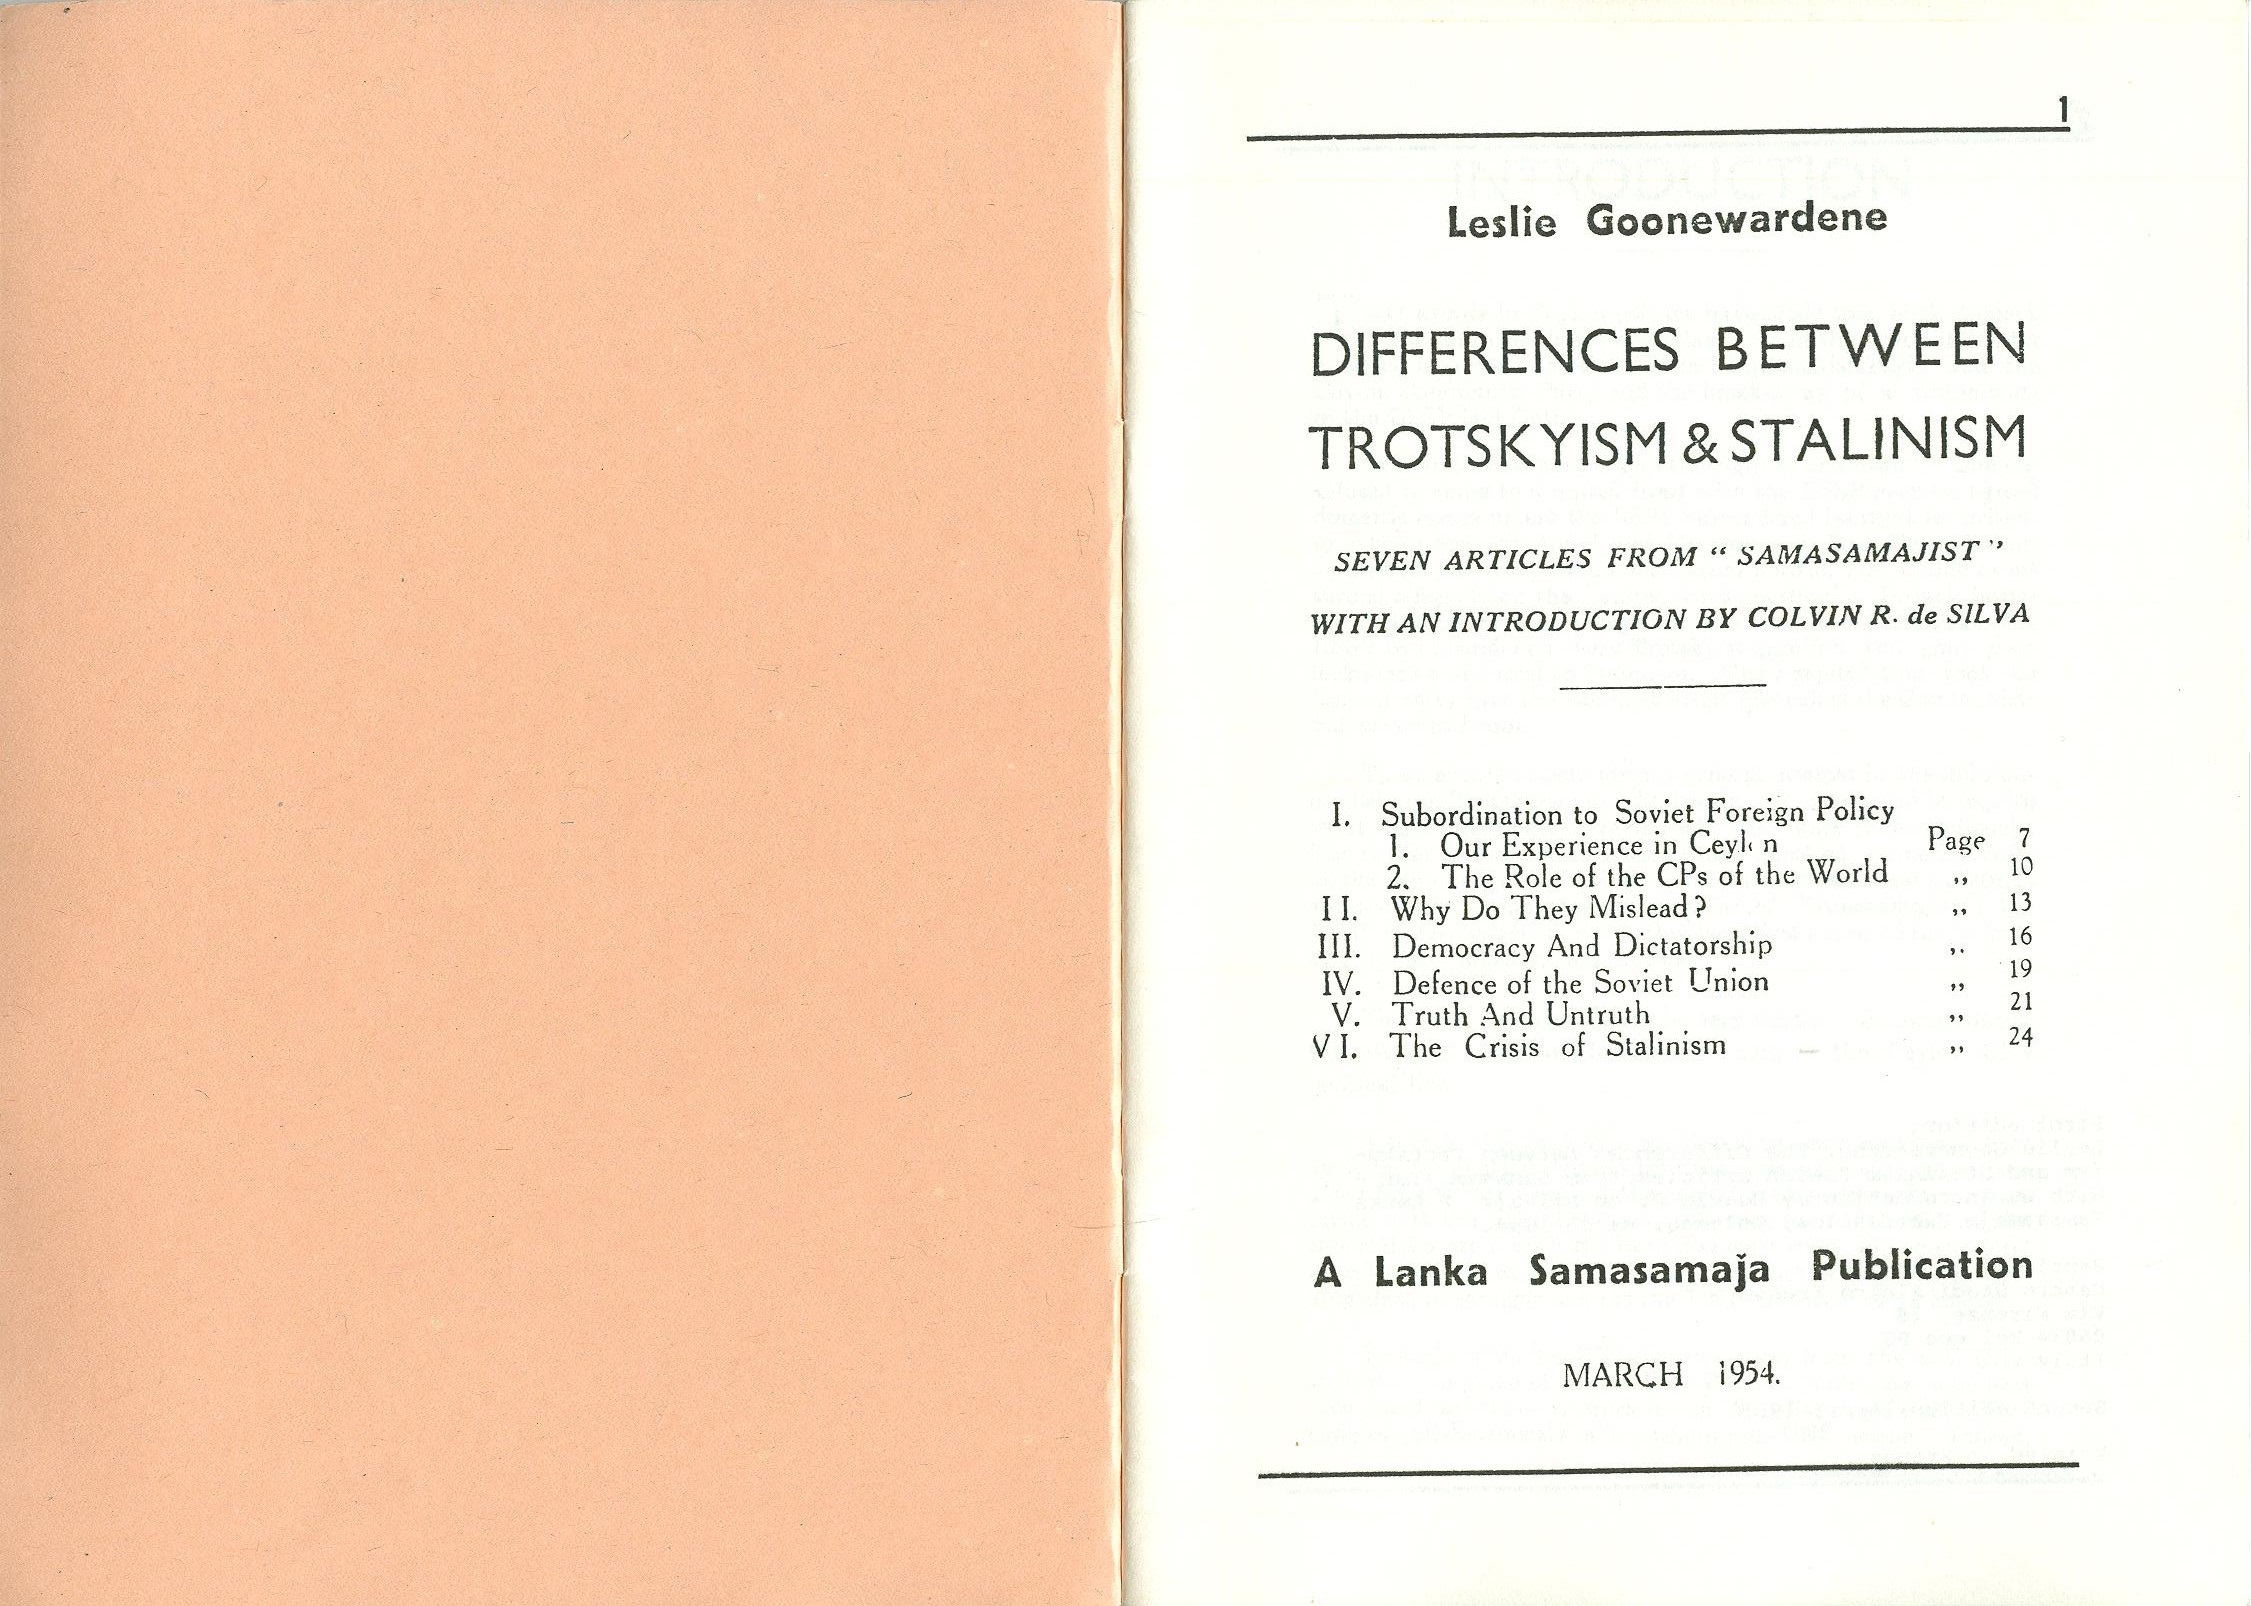 1
Leslie Goonewardene
DIFFERENCES BETWEEN
TROTSKYISM & STALINISM
SEVEN ARTICLES FROM “ SAMASAMAJIST ”
WITH AN INTRODUCTION BY COLVIN R. de SILVA
I. Subordination to Soviet Foreign Policy
1. Our Experience in Ceyl n Page 7
2. The Role of the CPs of the World ,, 10
II. Why Do They Mislead? ,, 13
III. Democracy And Dictatorship ,. 16
IV. Defence of the Soviet Union ,, 19
V. Truth And Untruth ,, 21
VI. The Crisis of Stalinism ,, 24
A Lanka Samasamaja Publication
MARCH 1954.